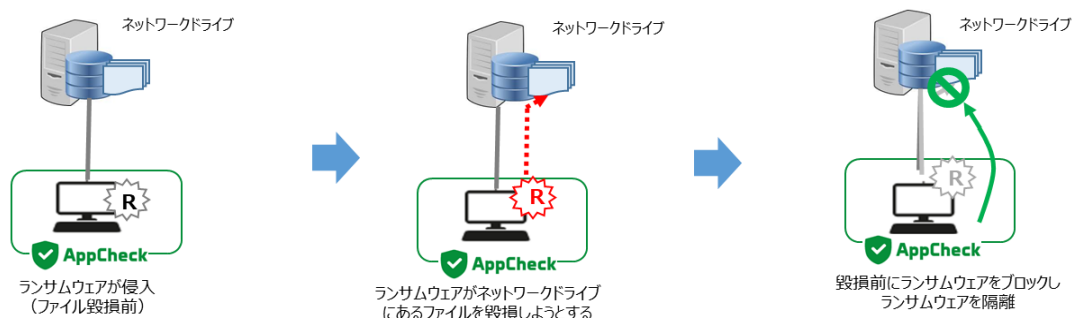 ネットワークドライブ
R
AppCheck
ランサムウェアが侵入
（ファイル毀損前）
ネットワークドライブ
R
AppCheck
ランサムウェアがネットワークドライブ
にあるファイルを毀損しようとする
ネットワークドライブ
R
AppCheck
毀損前にランサムウェアをブロックし
ランサムウェアを隔離